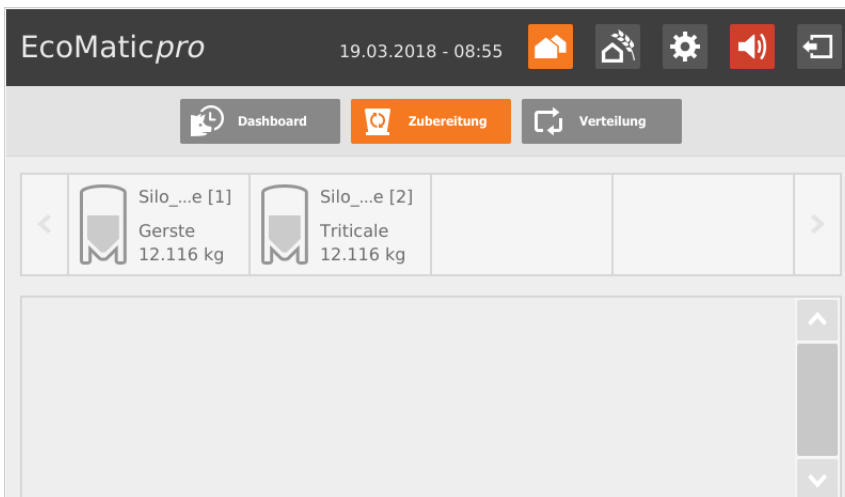 EcoMaticpro
19.03.2018 - 08:55
Dashboard
Zubereitung
Verteilung
Silo_...e [1]
Gerste
12.116 kg
Silo_...e [2]
Triticale
12.116 kg